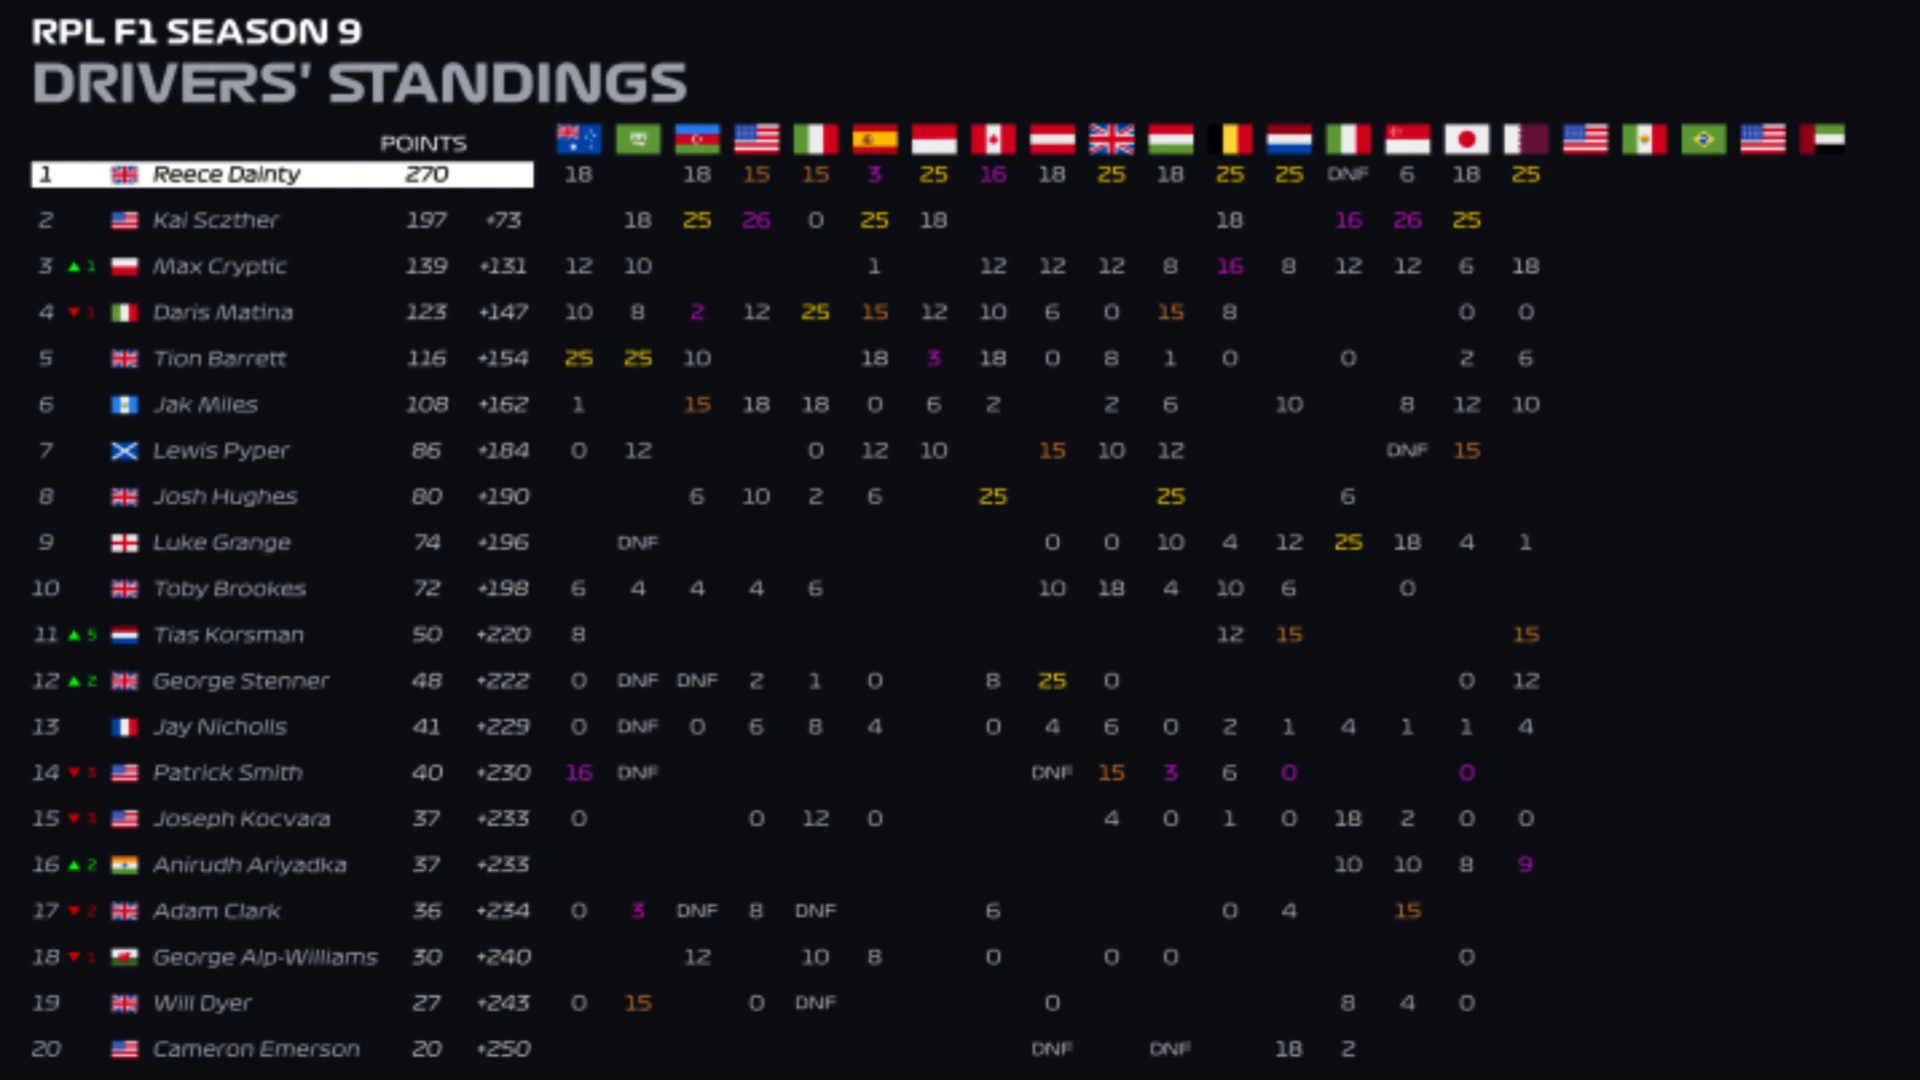 RPL F1 SEASON 9
DRIVERS' STANDINGS
POINTS
1 Reece Dainty 270 18 18 15 15 3 25 16 18 25 18 25 25 DNF 6 18 25
2 Kai Sczther 197 +73 18 25 26 0 25 18 18 16 26 25
3 ▲ 1 Max Cryptic 139 +131 12 10 1 12 12 12 8 16 8 12 12 6 18
4 ▼ 1 Daris Matina 123 +147 10 8 2 12 25 15 12 10 6 0 15 8 0 0
5 Tion Barrett 116 +154 25 25 10 18 3 18 0 8 1 0 0 2 6
6 Jak Miles 108 +162 1 15 18 18 0 6 2 2 6 10 8 12 10
7 Lewis Pyper 86 +184 0 12 0 12 10 15 10 12 DNF 15
8 Josh Hughes 80 +190 6 10 2 6 25 25 6
9 Luke Grange 74 +196 DNF 0 0 10 4 12 25 18 4 1
10 Toby Brookes 72 +198 6 4 4 4 6 10 18 4 10 6 0
11 ▲ 5 Tias Korsman 50 +220 8 12 15 15
12 ▲ 2 George Stenner 48 +222 0 DNF DNF 2 1 0 8 25 0 0 12
13 Jay Nicholls 41 +229 0 DNF 0 6 8 4 0 4 6 0 2 1 4 1 1 4
14 ▼ 3 Patrick Smith 40 +230 16 DNF DNF 15 3 6 0 0
15 ▼ 3 Joseph Kocvara 37 +233 0 0 12 0 4 0 1 0 18 2 0 0
16 ▲ 2 Anirudh Ariyadka 37 +233 10 10 8 9
17 ▼ 2 Adam Clark 36 +234 0 3 DNF 8 DNF 6 0 4 15
18 ▼ 1 George Alp-Williams 30 +240 12 10 8 0 0 0 0
19 Will Dyer 27 +243 0 15 0 DNF 0 8 4 0
20 Cameron Emerson 20 +250 DNF DNF 18 2